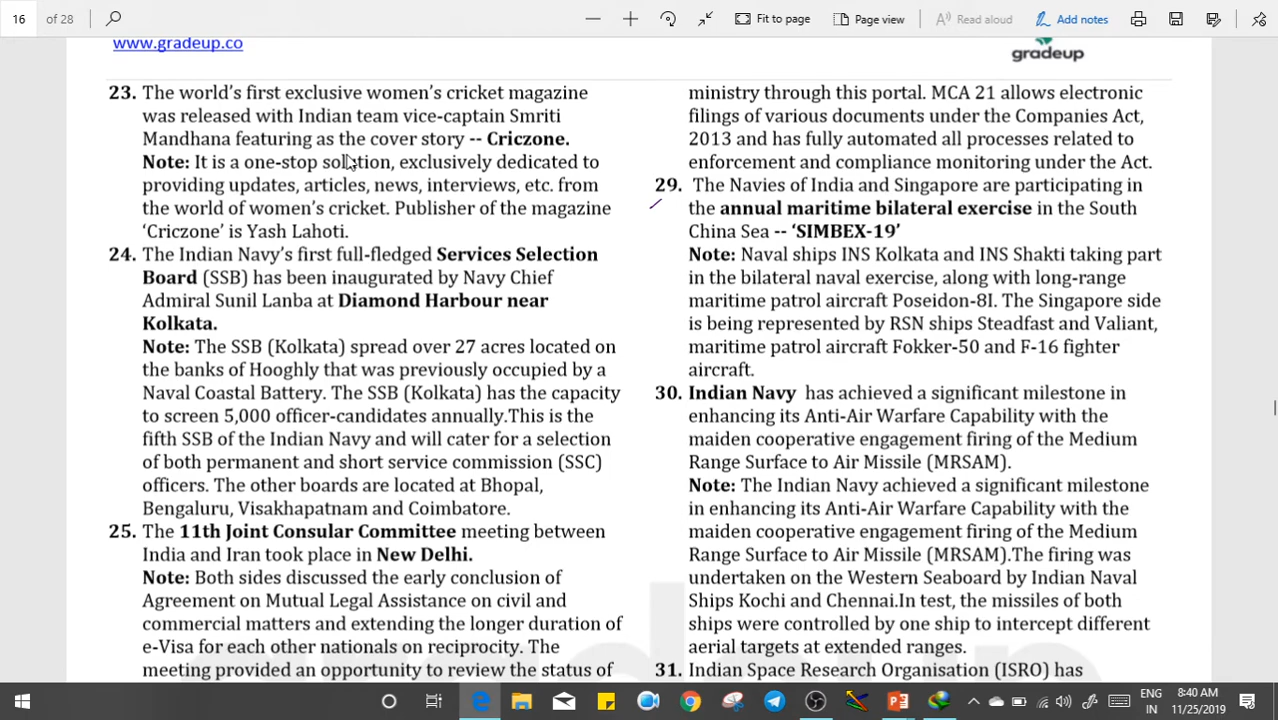 16 of 28
Fit to page
Page view
Read aloud
Add notes
www.gradeup.co
gradeup
23. The world's first exclusive women's cricket magazine
was released with Indian team vice-captain Smriti
Mandhana featuring as the cover story -- Criczone.
Note: It is a one-stop solution, exclusively dedicated to
providing updates, articles, news, interviews, etc. from
the world of women's cricket. Publisher of the magazine
'Criczone' is Yash Lahoti.
24. The Indian Navy's first full-fledged Services Selection
Board (SSB) has been inaugurated by Navy Chief
Admiral Sunil Lanba at Diamond Harbour near
Kolkata.
Note: The SSB (Kolkata) spread over 27 acres located on
the banks of Hooghly that was previously occupied by a
Naval Coastal Battery. The SSB (Kolkata) has the capacity
to screen 5,000 officer-candidates annually.This is the
fifth SSB of the Indian Navy and will cater for a selection
of both permanent and short service commission (SSC)
officers. The other boards are located at Bhopal,
Bengaluru, Visakhapatnam and Coimbatore.
25. The 11th Joint Consular Committee meeting between
India and Iran took place in New Delhi.
Note: Both sides discussed the early conclusion of
Agreement on Mutual Legal Assistance on civil and
commercial matters and extending the longer duration of
e-Visa for each other nationals on reciprocity. The
meeting provided an opportunity to review the status of
ministry through this portal. MCA 21 allows electronic
filings of various documents under the Companies Act,
2013 and has fully automated all processes related to
enforcement and compliance monitoring under the Act.
29. The Navies of India and Singapore are participating in
the annual maritime bilateral exercise in the South
China Sea -- 'SIMBEX-19'
Note: Naval ships INS Kolkata and INS Shakti taking part
in the bilateral naval exercise, along with long-range
maritime patrol aircraft Poseidon-8I. The Singapore side
is being represented by RSN ships Steadfast and Valiant,
maritime patrol aircraft Fokker-50 and F-16 fighter
aircraft.
30. Indian Navy has achieved a significant milestone in
enhancing its Anti-Air Warfare Capability with the
maiden cooperative engagement firing of the Medium
Range Surface to Air Missile (MRSAM).
Note: The Indian Navy achieved a significant milestone
in enhancing its Anti-Air Warfare Capability with the
maiden cooperative engagement firing of the Medium
Range Surface to Air Missile (MRSAM).The firing was
undertaken on the Western Seaboard by Indian Naval
Ships Kochi and Chennai.In test, the missiles of both
ships were controlled by one ship to intercept different
aerial targets at extended ranges.
31. Indian Space Research Organisation (ISRO) has
ENG
IN
8:40 AM
11/25/2019